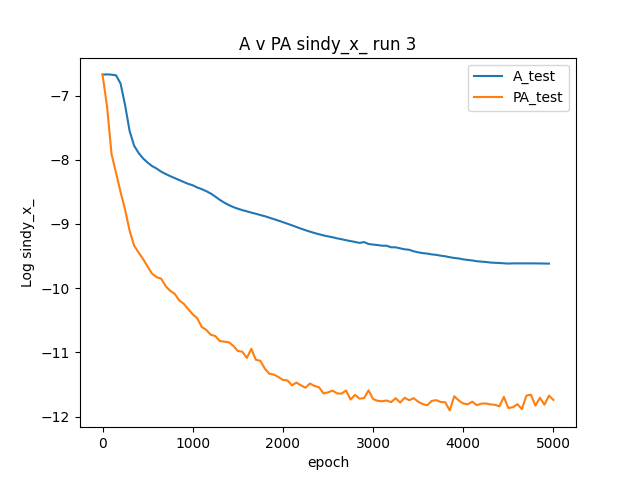 A v PA sindy_x_ run 3
A_test
PA_test
−7
−8
−9
−10
−11
−12
Log sindy_x_
0 1000 2000 3000 4000 5000
epoch